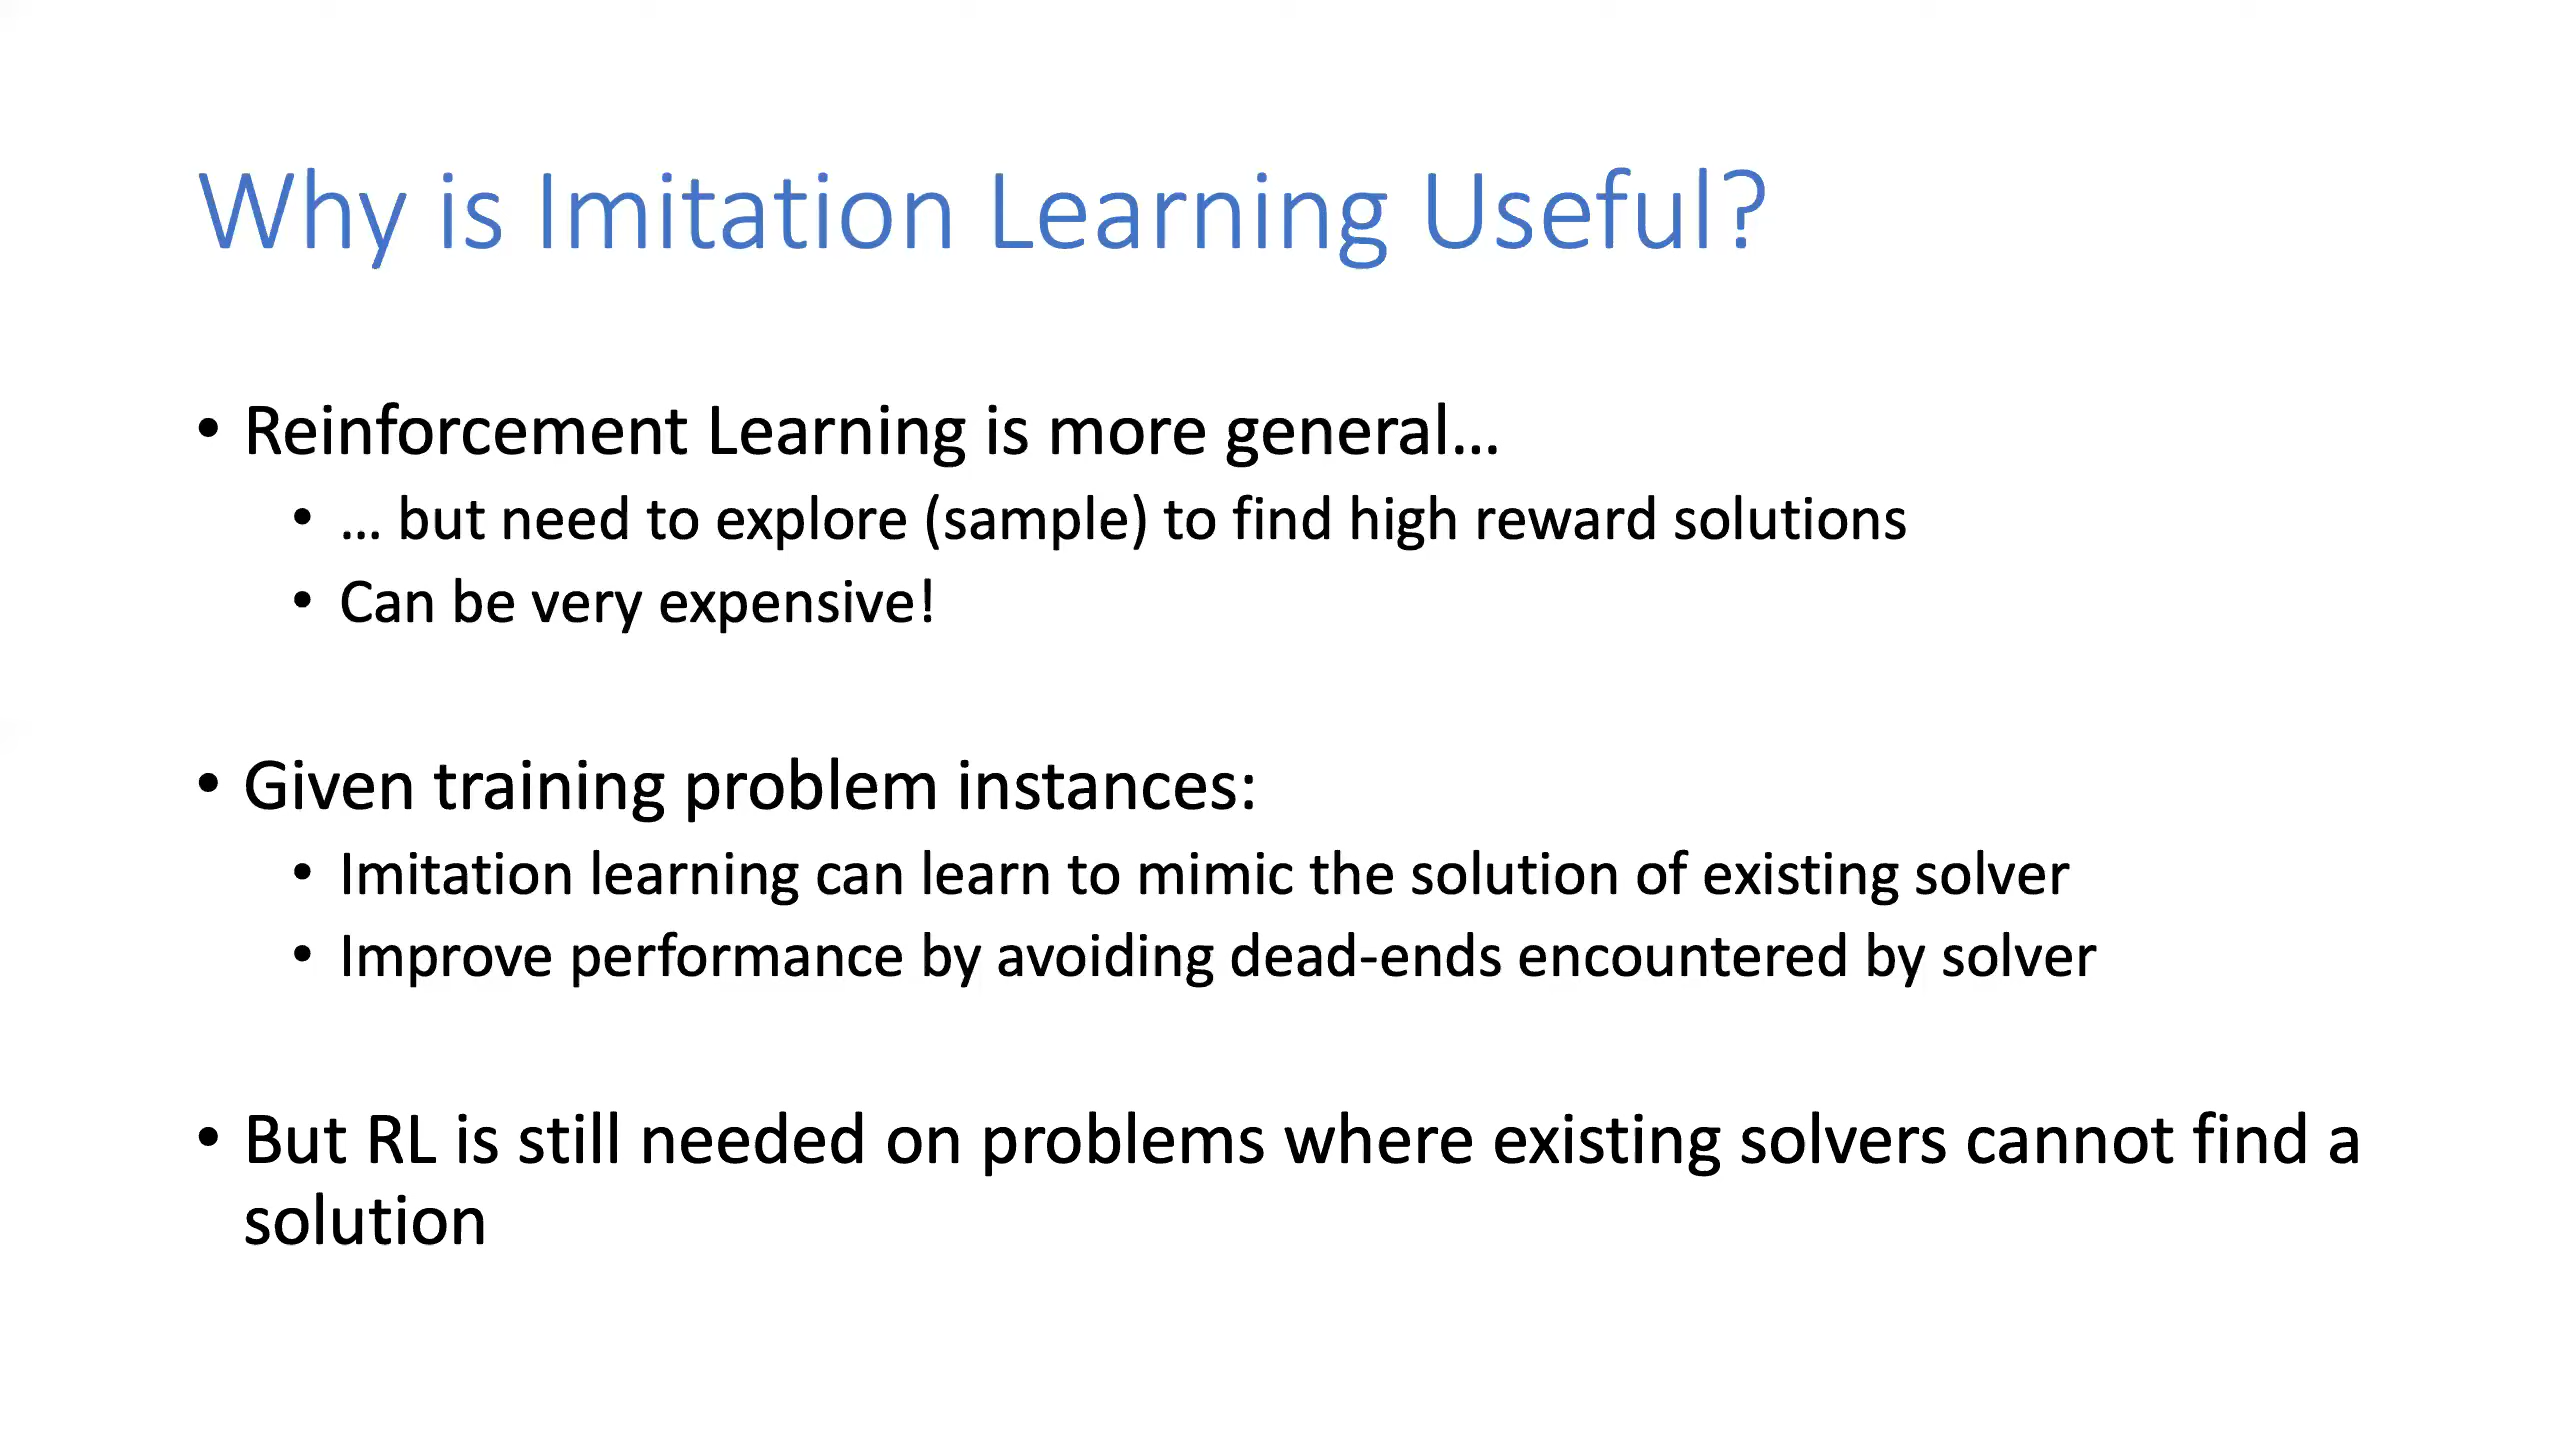 Why is Imitation Learning Useful?
• Reinforcement Learning is more general…
• … but need to explore (sample) to find high reward solutions
• Can be very expensive!
• Given training problem instances:
• Imitation learning can learn to mimic the solution of existing solver
• Improve performance by avoiding dead-ends encountered by solver
• But RL is still needed on problems where existing solvers cannot find a
solution